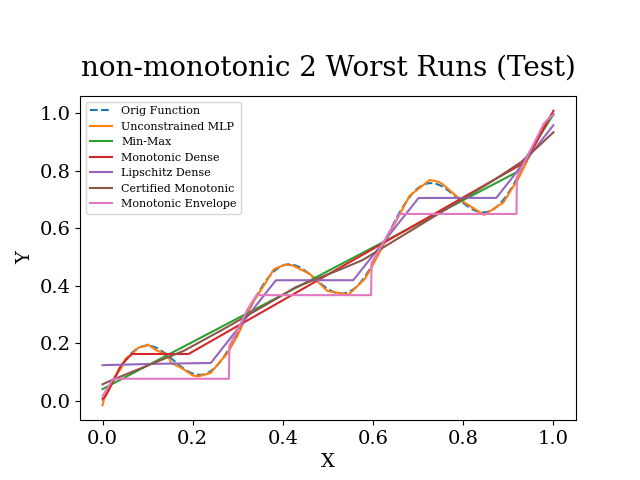 non-monotonic 2 Worst Runs (Test)
Orig Function
Unconstrained MLP
Min-Max
Monotonic Dense
Lipschitz Dense
Certified Monotonic
Monotonic Envelope
Y
1.0
0.8
0.6
0.4
0.2
0.0
0.0 0.2 0.4 0.6 0.8 1.0
X